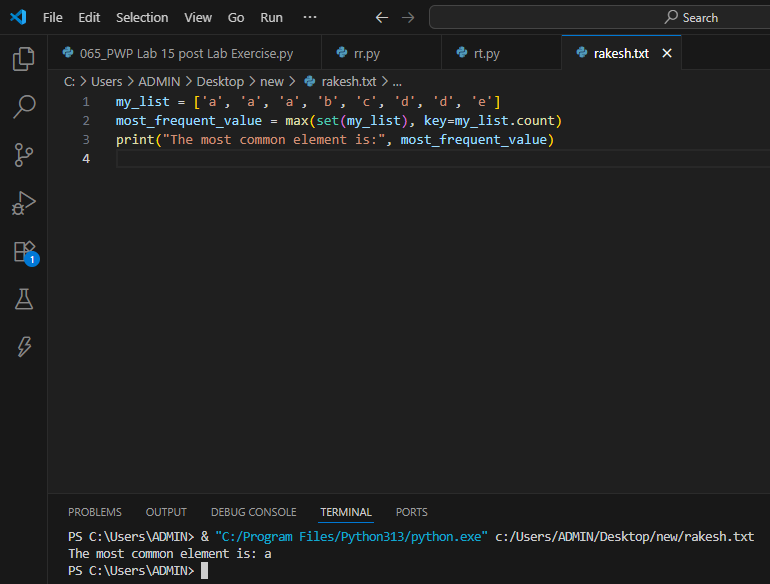 File Edit Selection View Go Run ··· ← → Search
065_PWP Lab 15 post Lab Exercise.py rr.py rt.py rakesh.txt ×
C: > Users > ADMIN > Desktop > new > rakesh.txt > ...
1 my_list = ['a', 'a', 'a', 'b', 'c', 'd', 'd', 'e']
2 most_frequent_value = max(set(my_list), key=my_list.count)
3 print("The most common element is:", most_frequent_value)
4
1
PROBLEMS OUTPUT DEBUG CONSOLE TERMINAL PORTS
PS C:\Users\ADMIN> & "C:/Program Files/Python313/python.exe" c:/Users/ADMIN/Desktop/new/rakesh.txt
The most common element is: a
PS C:\Users\ADMIN>